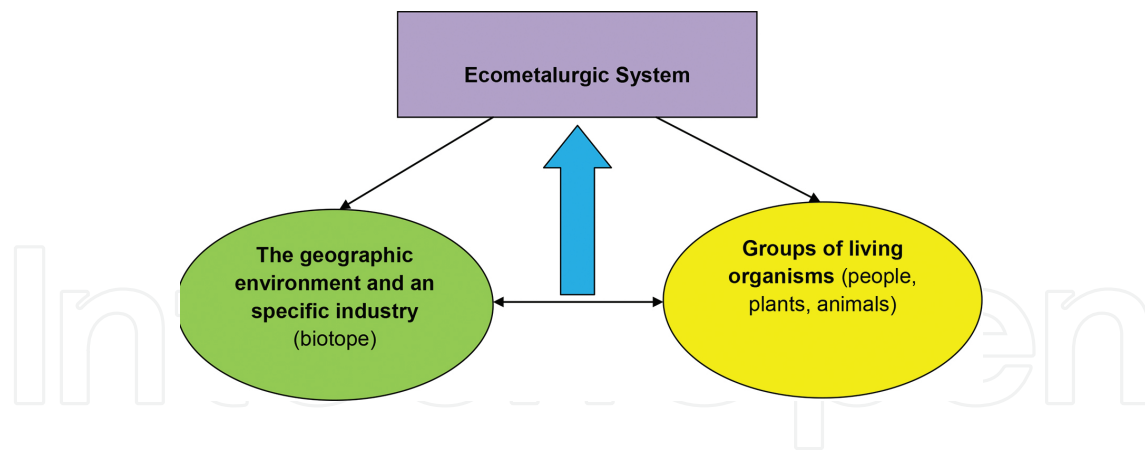 Ecometalurgic System
The geographic
environment and an
specific industry
(biotope)
Groups of living
organisms (people,
plants, animals)